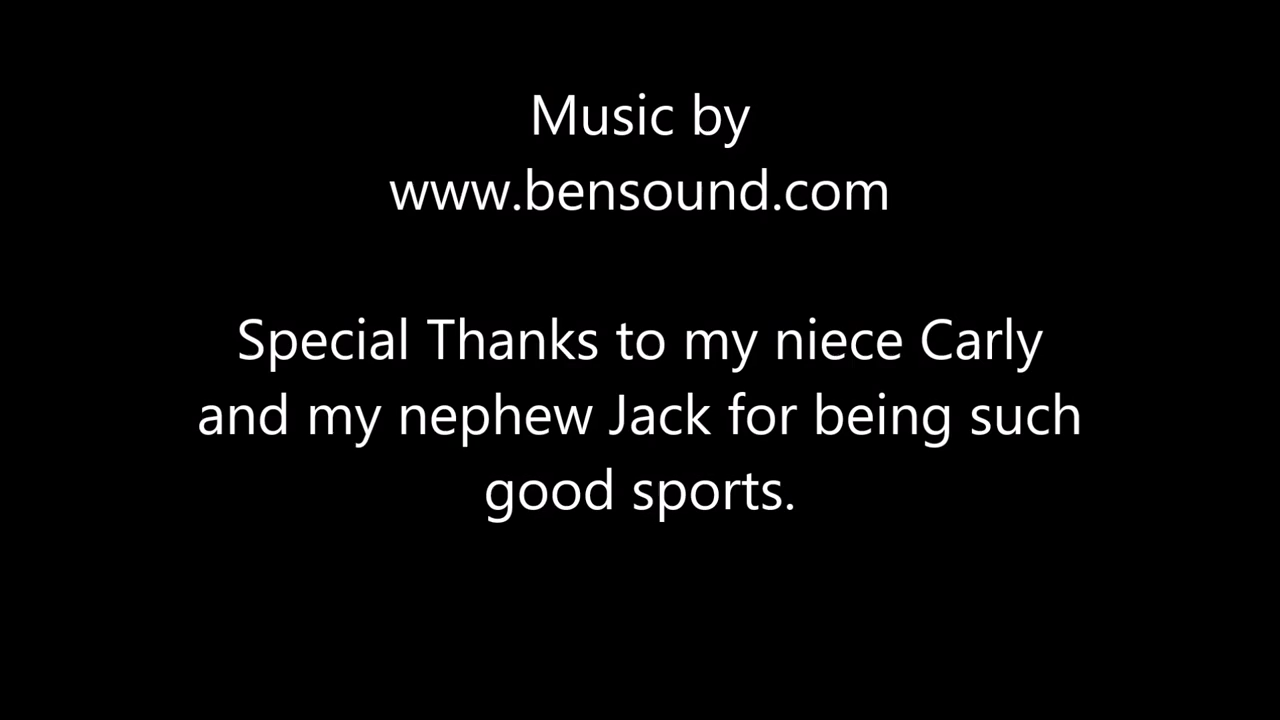 Music by
www.bensound.com
Special Thanks to my niece Carly
and my nephew Jack for being such
good sports.